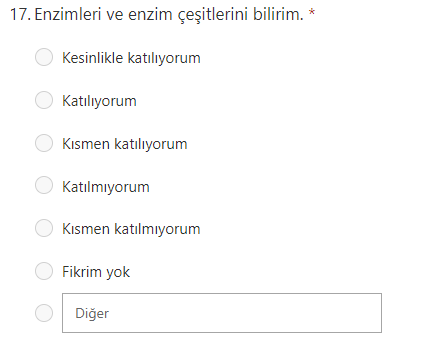 17. Enzimleri ve enzim çeşitlerini bilirim. *
Kesinlikle katılıyorum
Katılıyorum
Kısmen katılıyorum
Katılmıyorum
Kısmen katılmıyorum
Fikrim yok
Diğer